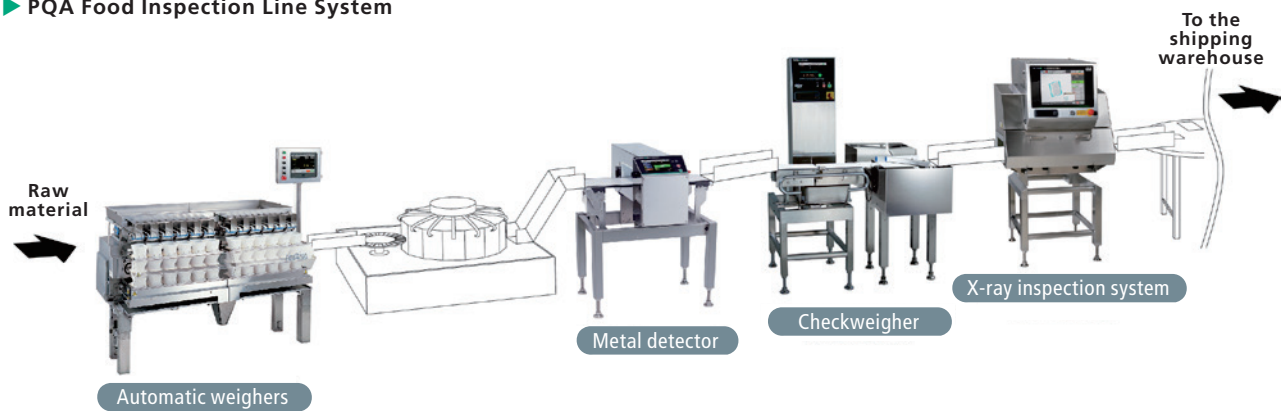 PQA Food Inspection Line System
To the
shipping
warehouse
Raw
material
X-ray inspection system
Checkweigher
Metal detector
Automatic weighers